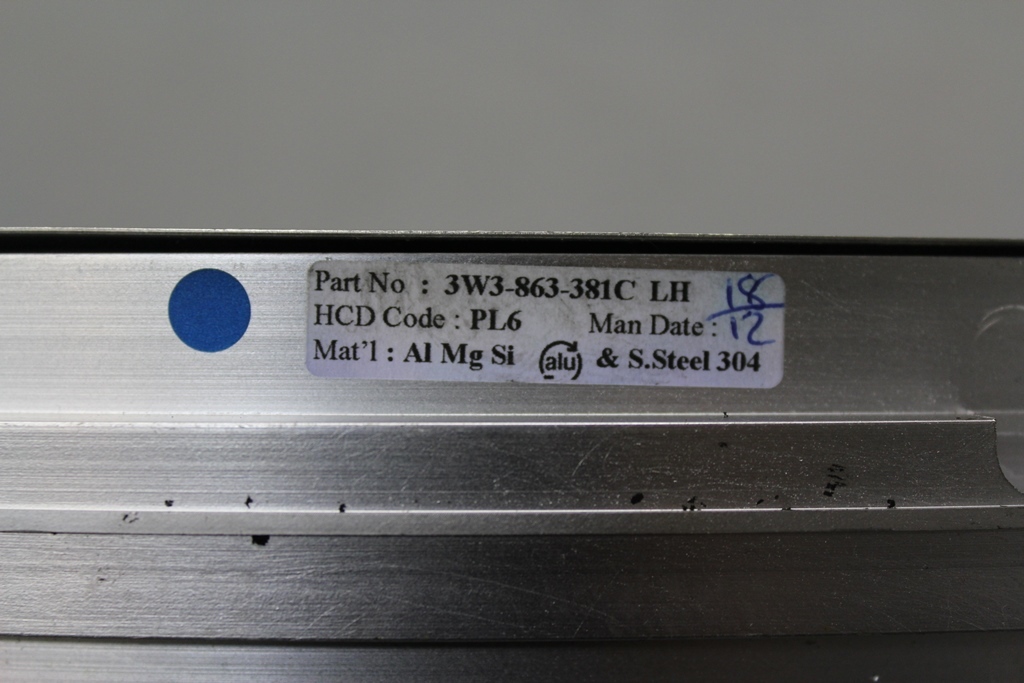 Part No : 3W3-863-381C LH
HCD Code : PL6 Man Date : 18/12
Mat'l : Al Mg Si alu & S.Steel 304